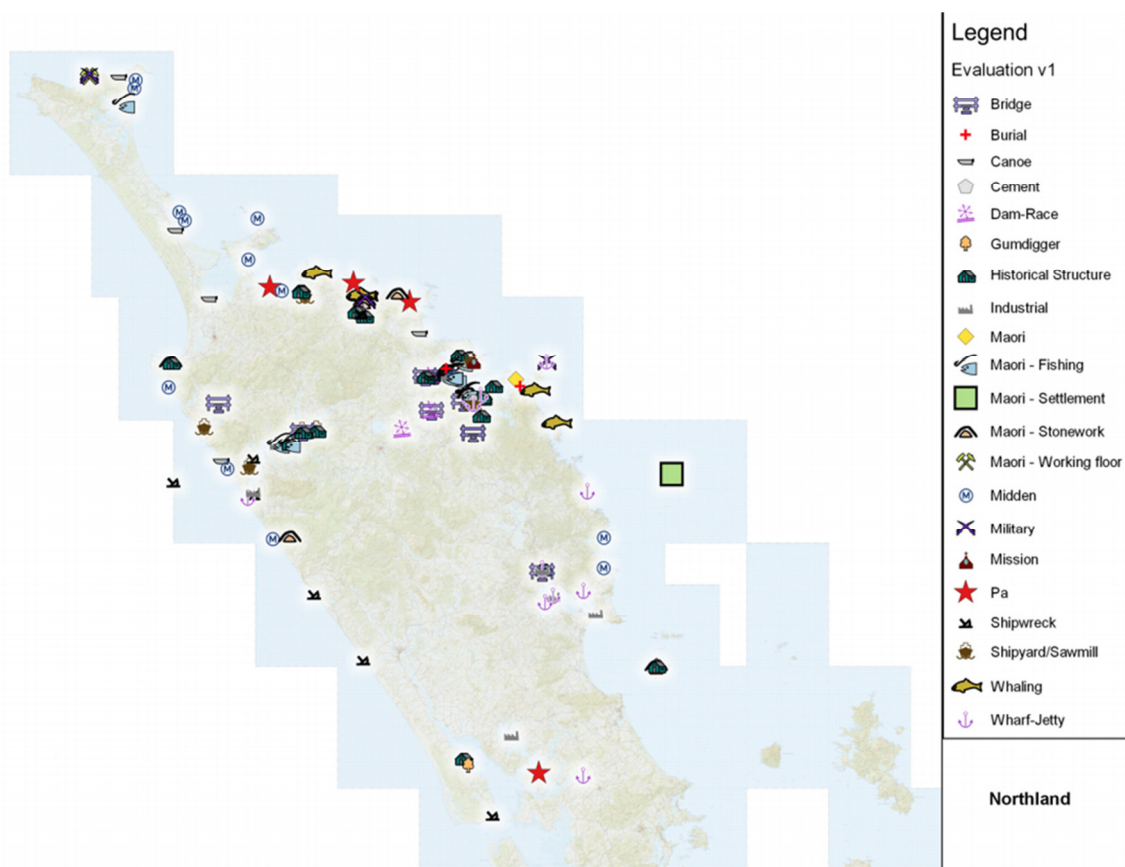 Legend
Evaluation v1
Bridge
Burial
Canoe
Cement
Dam-Race
Gumdigger
Historical Structure
Industrial
Maori
Maori - Fishing
Maori - Settlement
Maori - Stonework
Maori - Working floor
M Midden
Military
Mission
Pa
Shipwreck
Shipyard/Sawmill
Whaling
Wharf-Jetty
Northland
M
M
M
M
M
M
M
M
M
M
M
M